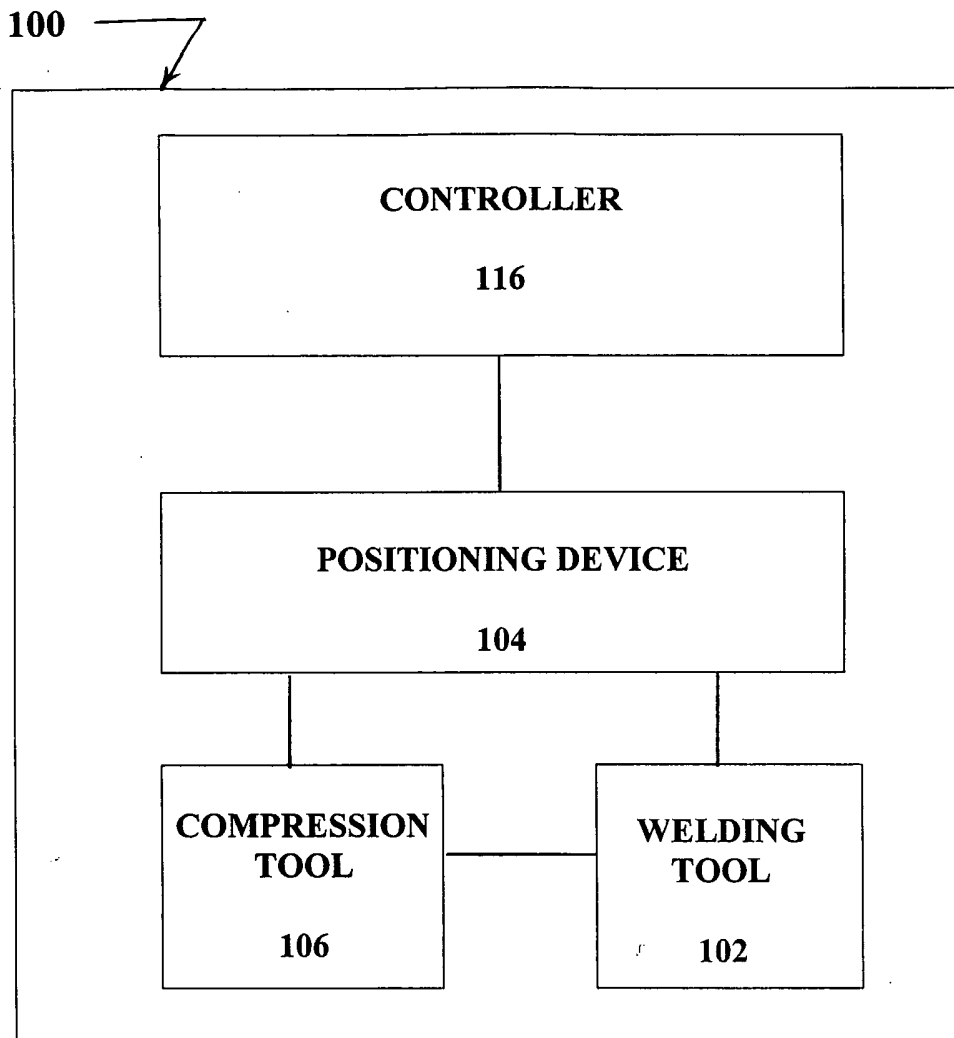 100
CONTROLLER
116
POSITIONING DEVICE
104
COMPRESSION
TOOL
106
WELDING
TOOL
102